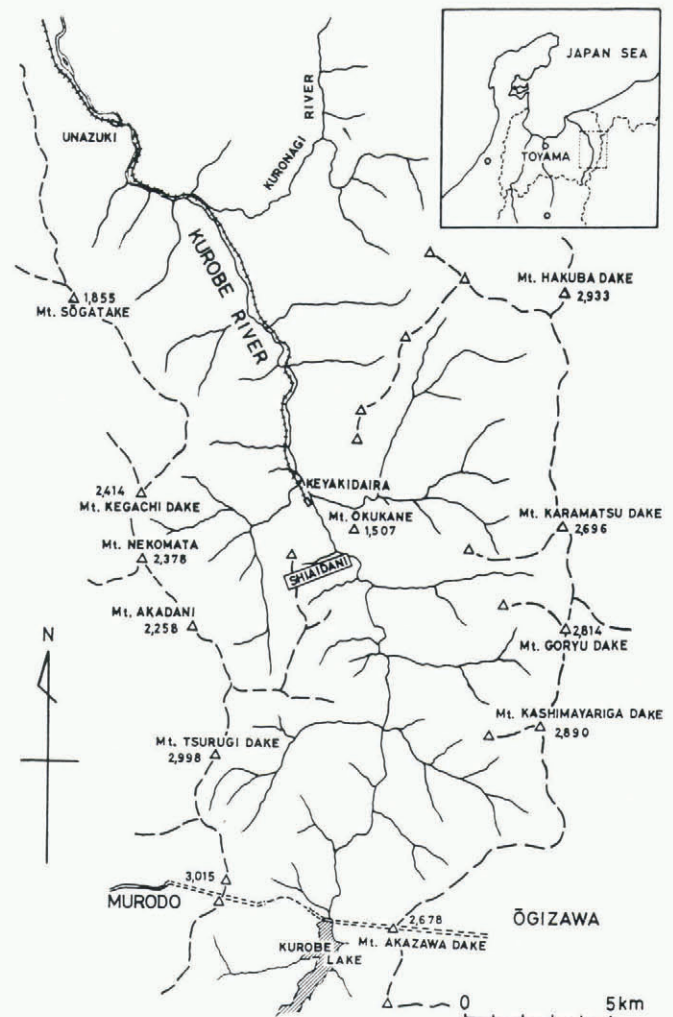 JAPAN SEA
TOYAMA
UNAZUKI
KURONAGI
RIVER
KUROBE RIVER
1,855
Mt. SŌGATAKE
Mt. HAKUBA DAKE
2,933
KEYAKIDAIRA
2,414
Mt. KEGACHI DAKE
Mt. ŌKUKANE
1,507
Mt. KARAMATSU DAKE
2,696
Mt. NEKOMATA
2,378
SHIAIDANI
Mt. AKADANI
2,258
2,814
Mt. GORYU DAKE
N
Mt. KASHIMAYARIGA DAKE
2,890
Mt. TSURUGI DAKE
2,998
3,015
MURODO
2,678
ŌGIZAWA
Mt. AKAZAWA DAKE
KUROBE
LAKE
0 5km